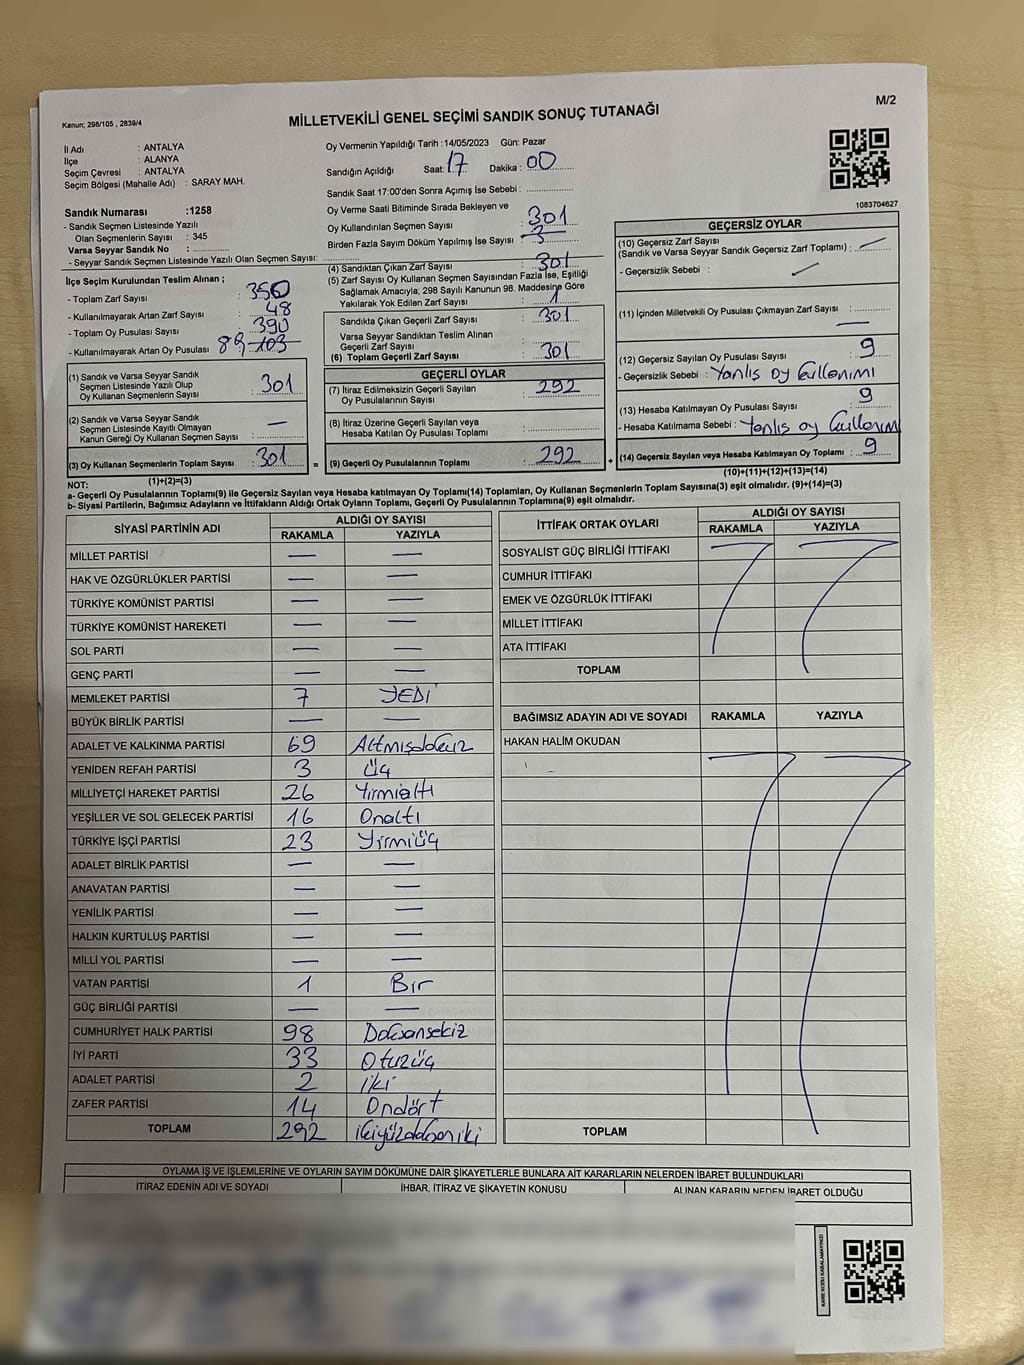 M/2
Kanun; 298/105 , 2839/4
MİLLETVEKİLİ GENEL SEÇİMİ SANDIK SONUÇ TUTANAĞI
İl Adı : ANTALYA
İlçe : ALANYA
Seçim Çevresi : ANTALYA
Seçim Bölgesi (Mahalle Adı) : SARAY MAH.
Oy Vermenin Yapıldığı Tarih :14/05/2023 Gün: Pazar
Sandığın Açıldığı Saat: 17 Dakika : 00
Sandık Saat 17:00'den Sonra Açımış İse Sebebi :
Oy Verme Saati Bitiminde Sırada Bekleyen ve
Oy Kullandırılan Seçmen Sayısı : 301
Birden Fazla Sayım Döküm Yapılmış İse Sayısı : 3
1083704627
Sandık Numarası :1258
- Sandık Seçmen Listesinde Yazılı
Olan Seçmenlerin Sayısı : 345
Varsa Seyyar Sandık No :
- Seyyar Sandık Seçmen Listesinde Yazılı Olan Seçmen Sayısı:
İlçe Seçim Kurulundan Teslim Alınan ;
- Toplam Zarf Sayısı : 350
- Kullanılmayarak Artan Zarf Sayısı : 48
- Toplam Oy Pusulası Sayısı : 390
- Kullanılmayarak Artan Oy Pusulası : 89 103
(1) Sandık ve Varsa Seyyar Sandık
Seçmen Listesinde Yazılı Olup
Oy Kullanan Seçmenlerin Sayısı : 301
(2) Sandık ve Varsa Seyyar Sandık
Seçmen Listesinde Kayıtlı Olmayan
Kanun Gereği Oy Kullanan Seçmen Sayısı : —
(3) Oy Kullanan Seçmenlerin Toplam Sayısı : 301
(1)+(2)=(3)
(4) Sandıktan Çıkan Zarf Sayısı : 301
(5) Zarf Sayısı Oy Kullanan Seçmen Sayısından Fazla İse, Eşitliği
Sağlamak Amacıyla; 298 Sayılı Kanunun 98. Maddesine Göre
Yakılarak Yok Edilen Zarf Sayısı : 1
Sandıkta Çıkan Geçerli Zarf Sayısı : 301
Varsa Seyyar Sandıktan Teslim Alınan
Geçerli Zarf Sayısı :
(6) Toplam Geçerli Zarf Sayısı : 301
GEÇERLİ OYLAR
(7) İtiraz Edilmeksizin Geçerli Sayılan
Oy Pusulasının Sayısı : 292
(8) İtiraz Üzerine Geçerli Sayılan ve
Hesaba Katılan Oy Pusulası Toplamı :
= (9) Geçerli Oy Pusulalarının Toplamı : 292 +
GEÇERSİZ OYLAR
(10) Geçersiz Zarf Sayısı
(Sandık ve Varsa Seyyar Sandık Geçersiz Zarf Toplamı) : —
- Geçersizlik Sebebi : —
(11) İçinden Milletvekili Oy Pusulası Çıkmayan Zarf Sayısı : —
(12) Geçersiz Sayılan Oy Pusulası Sayısı : 9
- Geçersizlik Sebebi : Yanlış oy kullanımı
(13) Hesaba Katılmayan Oy Pusulası Sayısı : 9
- Hesaba Katılmama Sebebi : Yanlış oy kullanım
(14) Geçersiz Sayılan veya Hesaba Katılmayan Oy Toplamı : 9
(10)+(11)+(12)+(13)=(14)
NOT:
a- Geçerli Oy Pusulalarının Toplamı(9) ile Geçersiz Sayılan veya Hesaba katılmayan Oy Toplamı(14) Toplamları, Oy Kullanan Seçmenlerin Toplam Sayısına(3) eşit olmalıdır. (9)+(14)=(3)
b- Siyasi Partilerin, Bağımsız Adayların ve İttifakların Aldığı Ortak Oyların Toplamı, Geçerli Oy Pusulalarının Toplamına(9) eşit olmalıdır.
SİYASİ PARTİNİN ADI ALDIĞI OY SAYISI
RAKAMLA YAZIYLA
MİLLET PARTİSİ — —
HAK VE ÖZGÜRLÜKLER PARTİSİ — —
TÜRKİYE KOMÜNİST PARTİSİ — —
TÜRKİYE KOMÜNİST HAREKETİ — —
SOL PARTİ — —
GENÇ PARTİ — —
MEMLEKET PARTİSİ 7 YEDİ
BÜYÜK BİRLİK PARTİSİ — —
ADALET VE KALKINMA PARTİSİ 69 Altmışdokuz
YENİDEN REFAH PARTİSİ 3 üç
MİLLİYETÇİ HAREKET PARTİSİ 26 Yirmialtı
YEŞİLLER VE SOL GELECEK PARTİSİ 16 Onaltı
TÜRKİYE İŞÇİ PARTİSİ 23 Yirmiüç
ADALET BİRLİK PARTİSİ — —
ANAVATAN PARTİSİ — —
YENİLİK PARTİSİ — —
HALKIN KURTULUŞ PARTİSİ — —
MİLLİ YOL PARTİSİ — —
VATAN PARTİSİ 1 Bir
GÜÇ BİRLİĞİ PARTİSİ — —
CUMHURİYET HALK PARTİSİ 98 Doksansekiz
İYİ PARTİ 33 Otuzüç
ADALET PARTİSİ 2 iki
ZAFER PARTİSİ 14 Ondört
TOPLAM 292 ikiyüzdoksaniki
İTTİFAK ORTAK OYLARI ALDIĞI OY SAYISI
RAKAMLA YAZIYLA
SOSYALİST GÜÇ BİRLİĞİ İTTİFAKI
CUMHUR İTTİFAKI
EMEK VE ÖZGÜRLÜK İTTİFAKI
MİLLET İTTİFAKI
ATA İTTİFAKI
TOPLAM
BAĞIMSIZ ADAYIN ADI VE SOYADI RAKAMLA YAZIYLA
HAKAN HALİM OKUDAN
TOPLAM
OYLAMA İŞ VE İŞLEMLERİNE VE OYLARIN SAYIM DÖKÜMÜNE DAİR ŞİKAYETLERLE BUNLARA AİT KARARLARIN NELERDEN İBARET BULUNDUKLARI
İTİRAZ EDENİN ADI VE SOYADI İHBAR, İTİRAZ VE ŞİKAYETİN KONUSU ALINAN KARARIN NEDEN İBARET OLDUĞU
KARE KODU KARALAMAYINIZ!